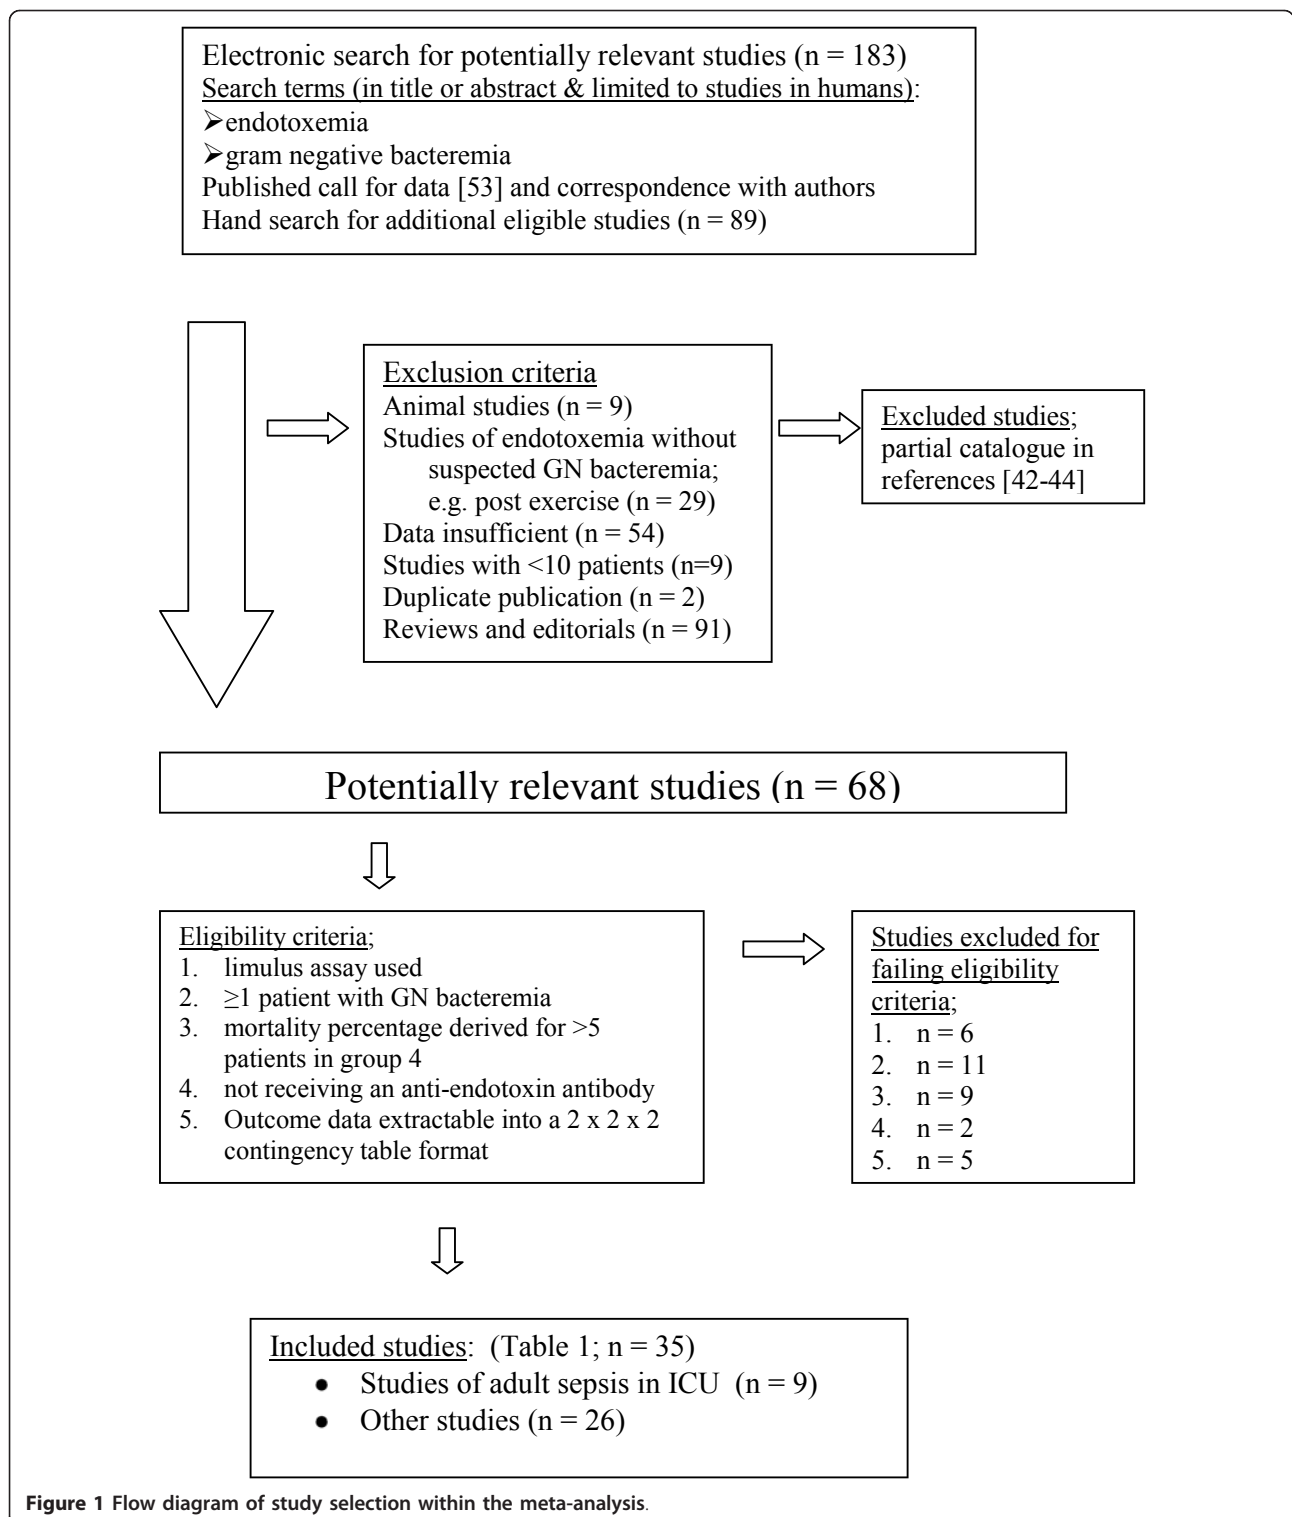 Electronic search for potentially relevant studies (n = 183)
Search terms (in title or abstract & limited to studies in humans):
➢endotoxemia
➢gram negative bacteremia
Published call for data [53] and correspondence with authors
Hand search for additional eligible studies (n = 89)
Exclusion criteria
Animal studies (n = 9)
Studies of endotoxemia without
suspected GN bacteremia;
e.g. post exercise (n = 29)
Data insufficient (n = 54)
Studies with <10 patients (n=9)
Duplicate publication (n = 2)
Reviews and editorials (n = 91)
Excluded studies;
partial catalogue in
references [42-44]
Potentially relevant studies (n = 68)
Eligibility criteria;
1. limulus assay used
2. ≥1 patient with GN bacteremia
3. mortality percentage derived for >5
patients in group 4
4. not receiving an anti-endotoxin antibody
5. Outcome data extractable into a 2 x 2 x 2
contingency table format
Studies excluded for
failing eligibility
criteria;
1. n = 6
2. n = 11
3. n = 9
4. n = 2
5. n = 5
Included studies: (Table 1; n = 35)
● Studies of adult sepsis in ICU (n = 9)
● Other studies (n = 26)
Figure 1 Flow diagram of study selection within the meta-analysis.